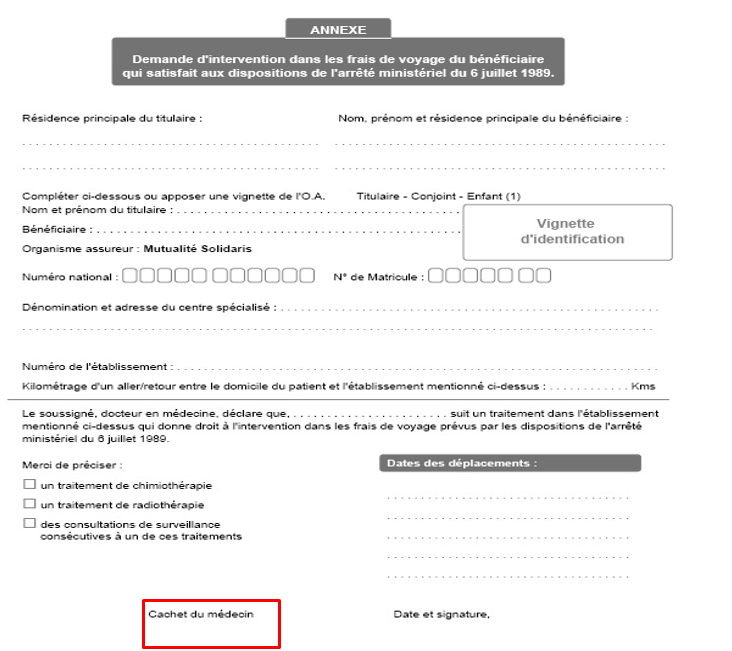 ANNEXE
Demande d'intervention dans les frais de voyage du bénéficiaire
qui satisfait aux dispositions de l'arrêté ministériel du 6 juillet 1989.
Résidence principale du titulaire :
Nom, prénom et résidence principale du bénéficiaire :
Compléter ci-dessous ou apposer une vignette de l'O.A.
Titulaire - Conjoint - Enfant (1)
Nom et prénom du titulaire :
Bénéficiaire :
Vignette
d'identification
Organisme assureur : Mutualité Solidaris
Numéro national :
N° de Matricule :
Dénomination et adresse du centre spécialisé :
Numéro de l'établissement :
Kilométrage d'un aller/retour entre le domicile du patient et l'établissement mentionné ci-dessus : . . . . . . . . . . . . Kms
Le soussigné, docteur en médecine, déclare que, . . . . . . . . . . . . . . . . . . . . . . . . suit un traitement dans l'établissement
mentionné ci-dessus qui donne droit à l'intervention dans les frais de voyage prévus par les dispositions de l'arrêté
ministériel du 6 juillet 1989.
Merci de préciser :
un traitement de chimiothérapie
un traitement de radiothérapie
des consultations de surveillance
consécutives à un de ces traitements
Dates des déplacements :
Cachet du médecin
Date et signature,